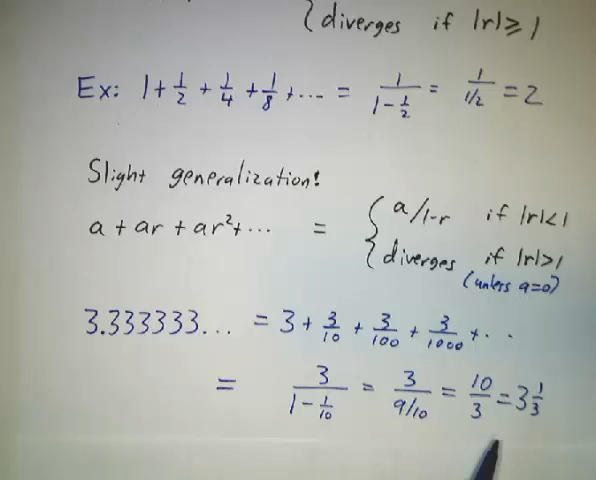 { diverges if |r| ≥ 1
Ex: 1 + 1/2 + 1/4 + 1/8 + ... = 1/(1 - 1/2) = 1/(1/2) = 2
Slight generalization!
a + ar + ar² + ... = { a/1-r if |r|<1
{ diverges if |r|>1
(unless a=0)
3.333333... = 3 + 3/10 + 3/100 + 3/1000 + ...
= 3/(1 - 1/10) = 3/(9/10) = 10/3 = 3 1/3